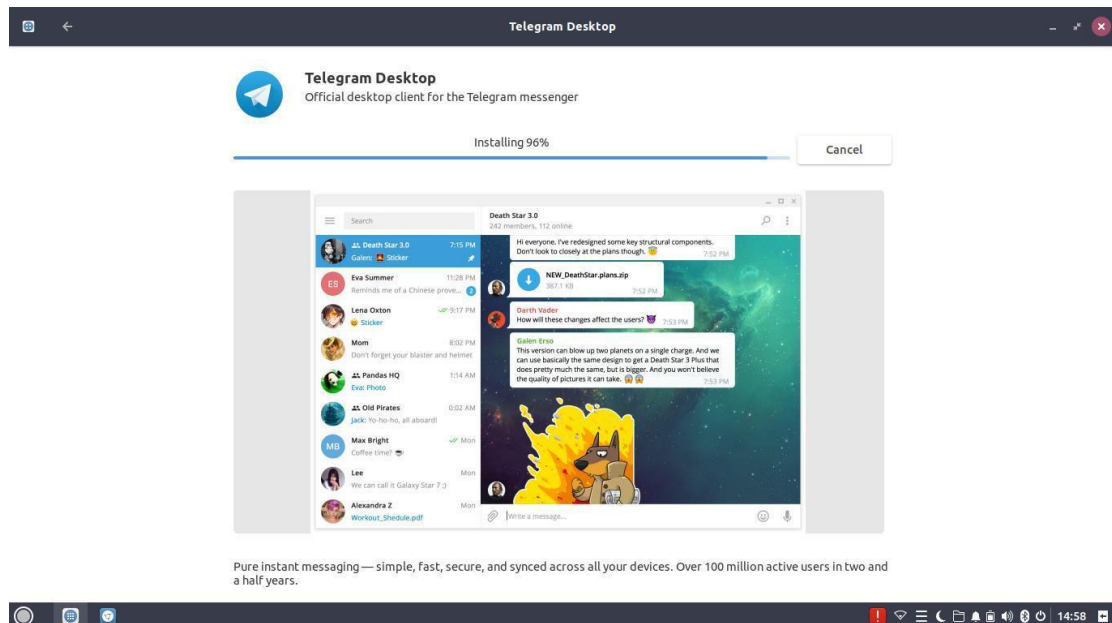 Telegram Desktop
Telegram Desktop
Official desktop client for the Telegram messenger
Installing 96%
Cancel
Search
Death Star 3.0
7:15 PM
Galen: Sticker
Eva Summer
11:28 PM
Reminds me of a Chinese prove...
2
ES
Lena Oxton
9:17 PM
Sticker
Mom
8:02 PM
Don't forget your blaster and helmet
Pandas HQ
1:14 AM
Eva: Photo
Old Pirates
0:02 AM
Jack: Yo-ho-ho, all aboard!
MB
Max Bright
Mon
Coffee time?
Lee
Mon
We can call it Galaxy Star 7 ;)
Alexandra Z
Mon
Workout_Shedule.pdf
Death Star 3.0
242 members, 112 online
Hi everyone. I've redesigned some key structural components.
Don't look to closely at the plans though.
7:52 PM
NEW_DeathStar.plans.zip
387.1 KB
7:52 PM
Darth Vader
How will these changes affect the users?
7:53 PM
Galen Erso
This version can blow up two planets on a single charge. And we
can use basically the same design to get a Death Star 3 Plus that
does pretty much the same, but is bigger. And you won't believe
the quality of pictures it can take.
7:53 PM
Write a message...
Pure instant messaging — simple, fast, secure, and synced across all your devices. Over 100 million active users in two and
a half years.
14:58